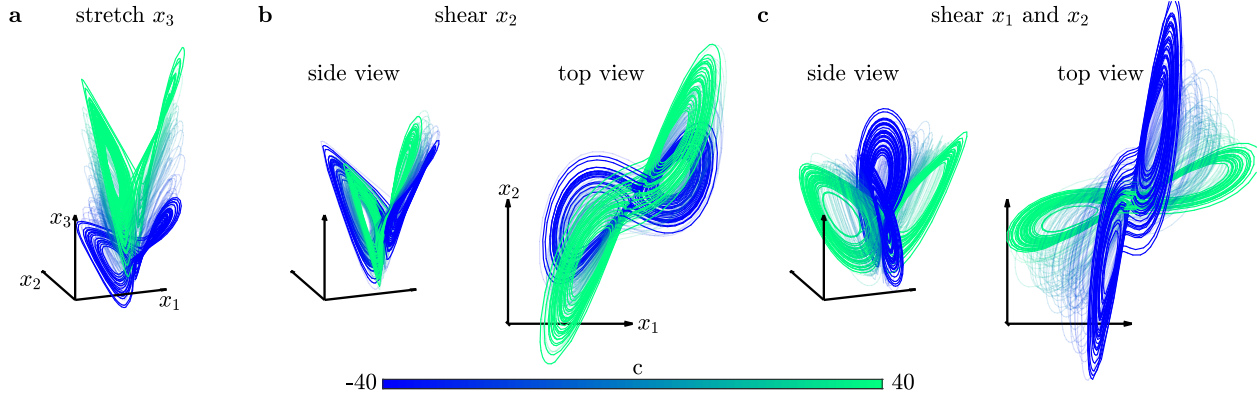 a stretch x₃
b shear x₂
c shear x₁ and x₂
side view
top view
side view
top view
x₃
x₂
x₁
x₂
x₁
c
-40
40